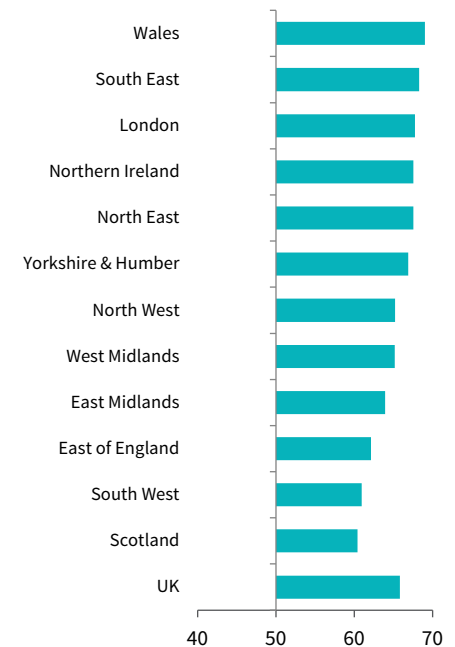 Wales
South East
London
Northern Ireland
North East
Yorkshire & Humber
North West
West Midlands
East Midlands
East of England
South West
Scotland
UK
40 50 60 70